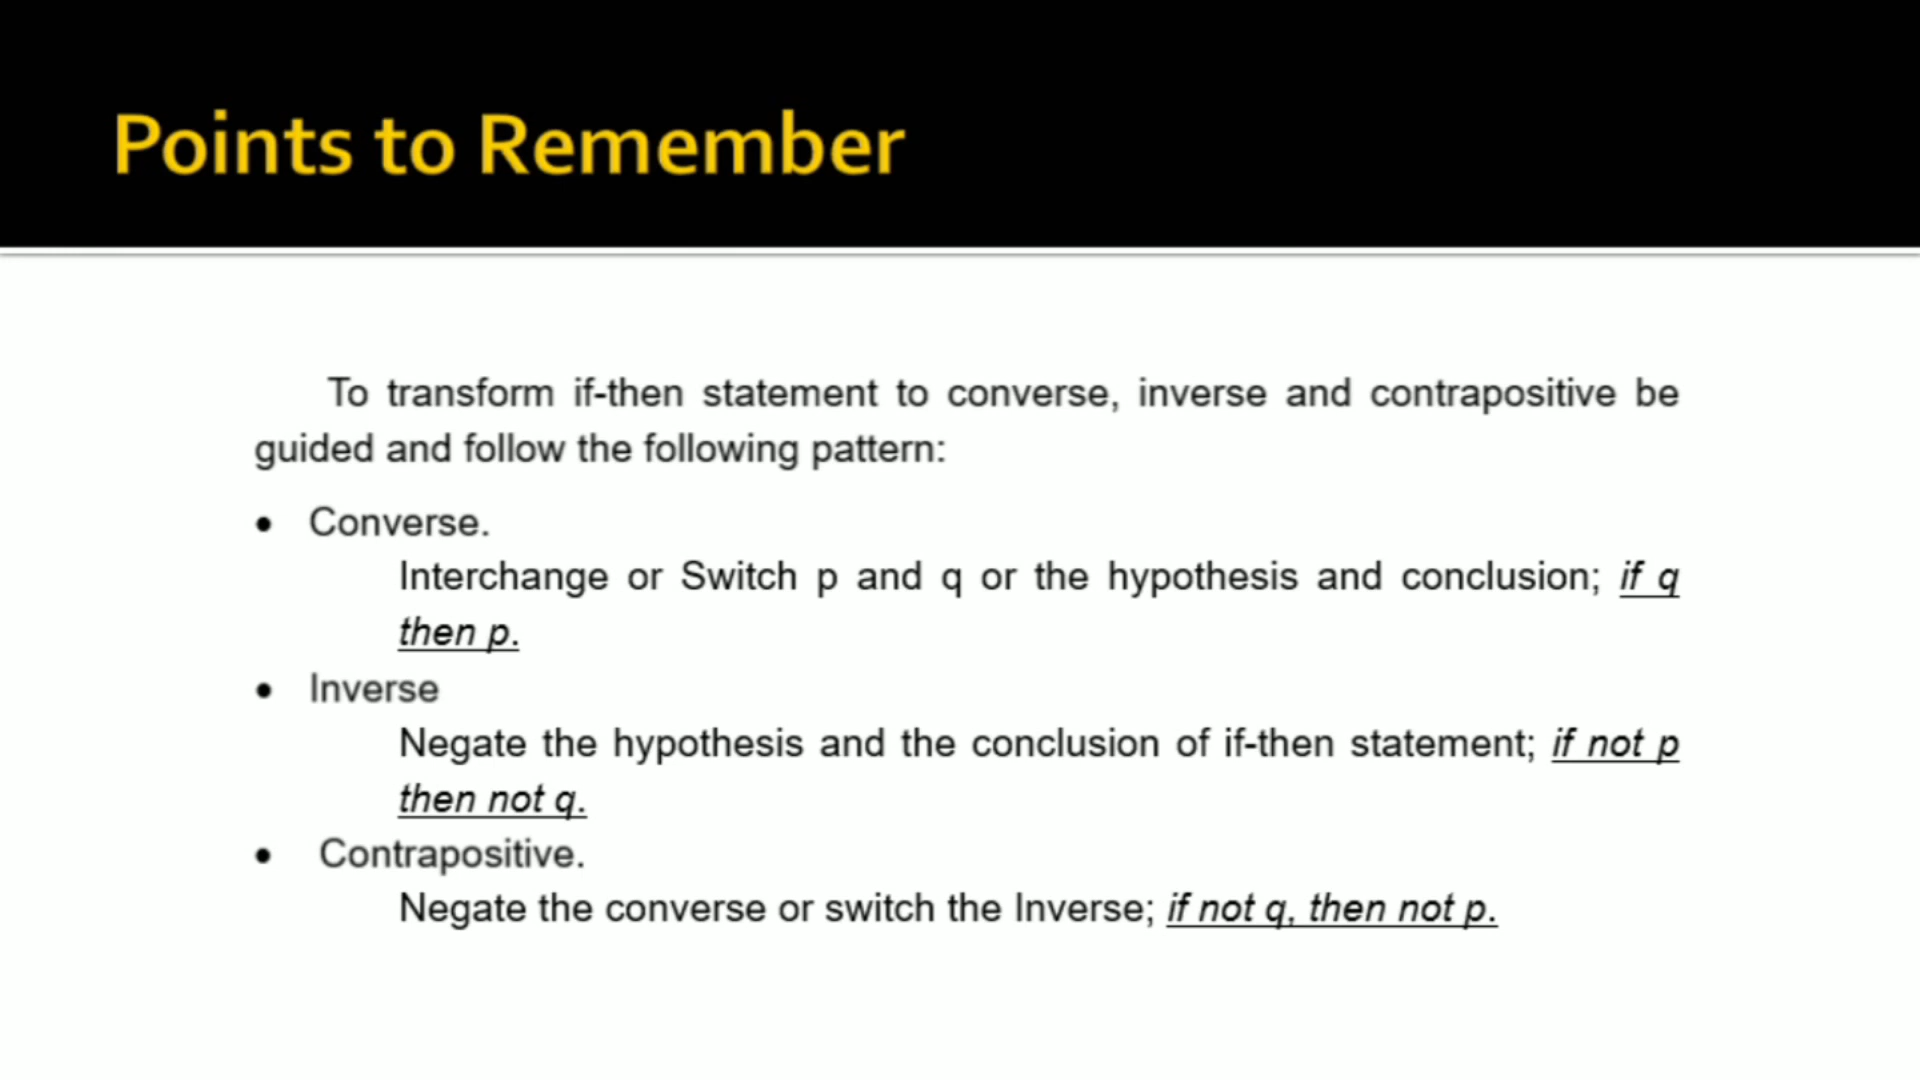 Points to Remember
To transform if-then statement to converse, inverse and contrapositive be
guided and follow the following pattern:
• Converse.
Interchange or Switch p and q or the hypothesis and conclusion; if q
then p.
• Inverse
Negate the hypothesis and the conclusion of if-then statement; if not p
then not q.
• Contrapositive.
Negate the converse or switch the Inverse; if not q, then not p.